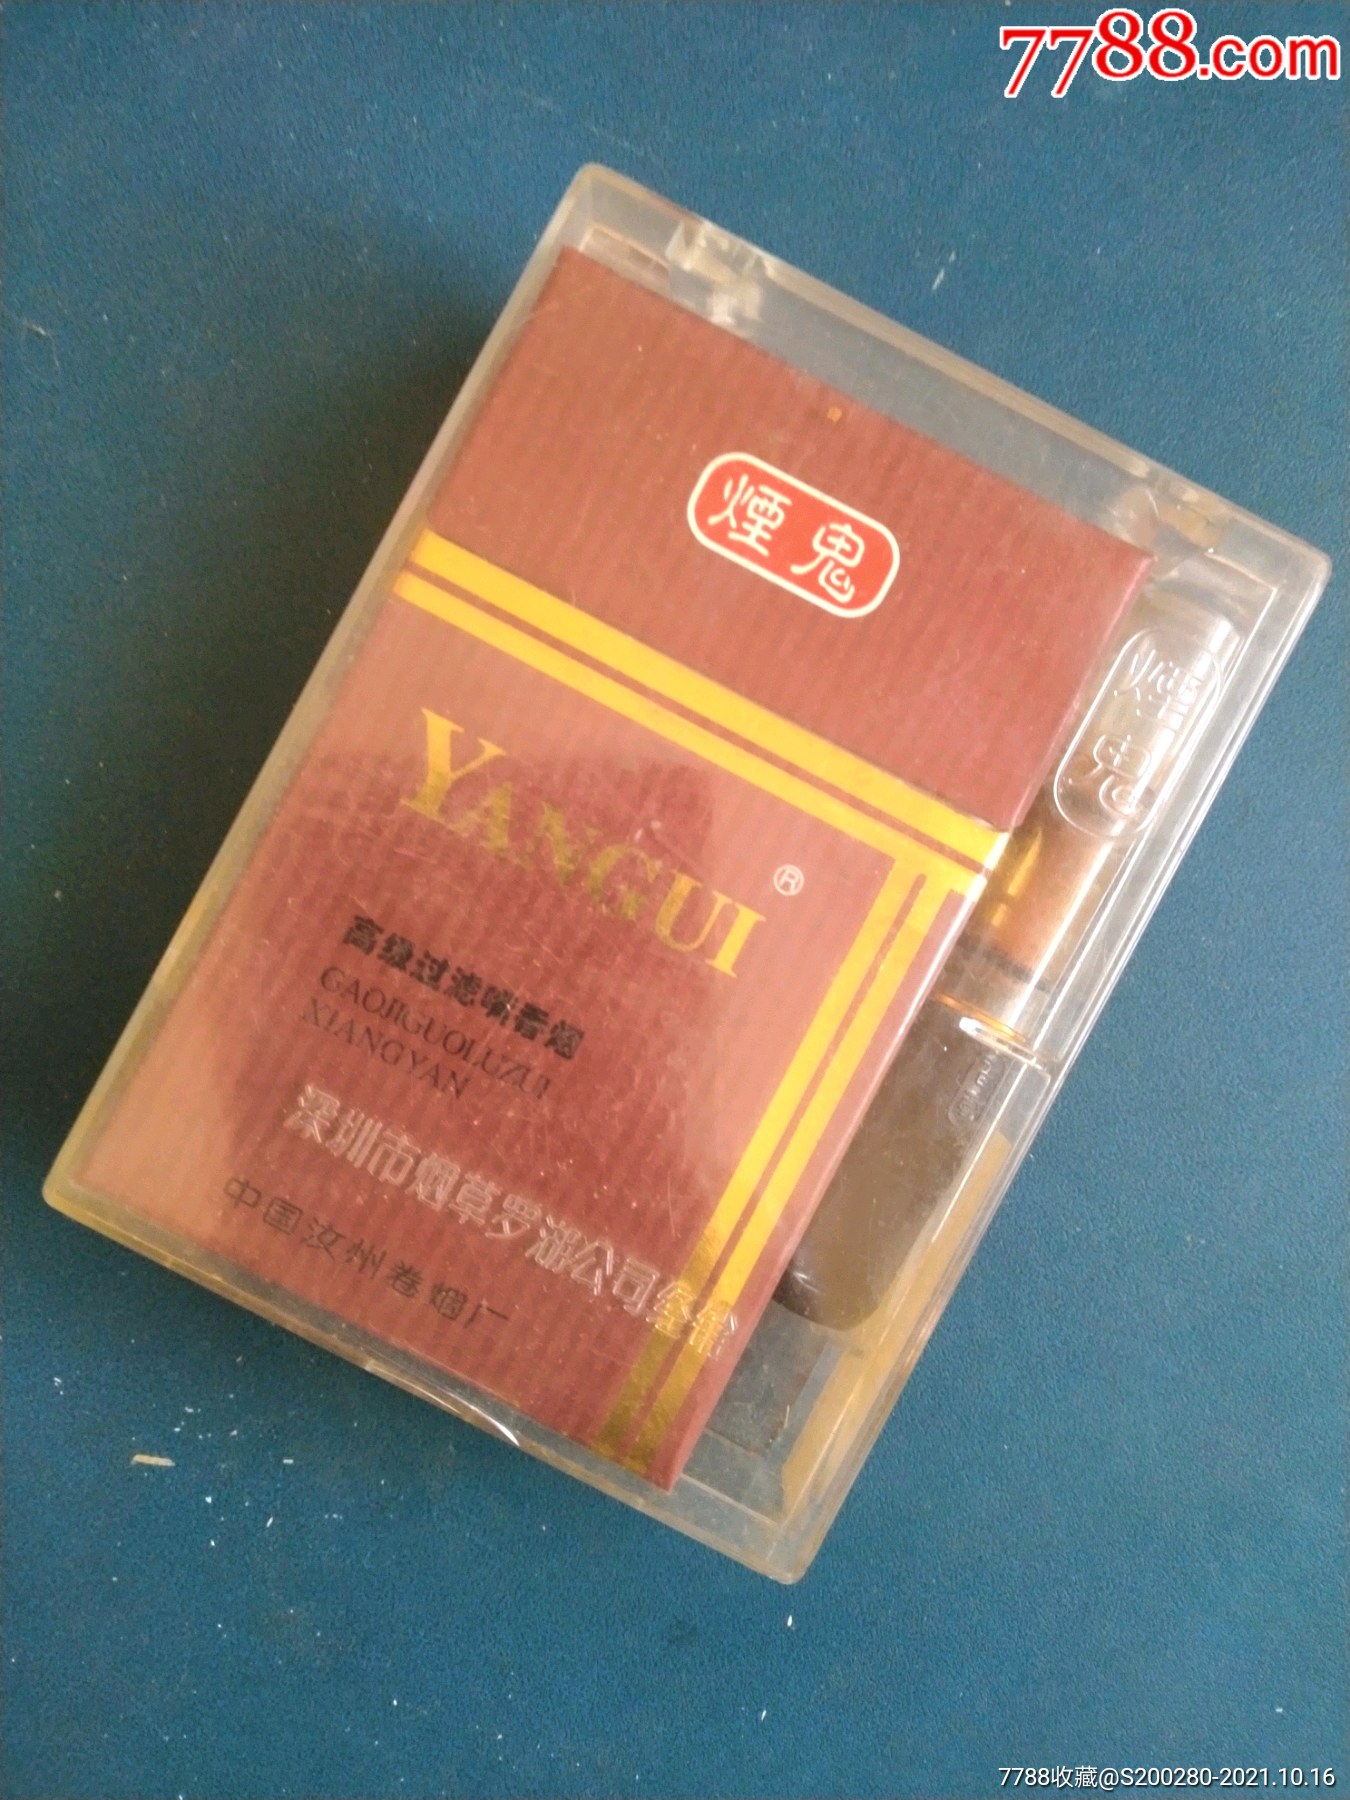 7788.com
煙鬼
煙鬼
YANGUI®
高级过滤嘴香烟
GAOJIGUOLUZUI
XIANGYAN
深圳市烟草罗湖公司经销
中国汝州卷烟厂
7788收藏@S200280-2021.10.16